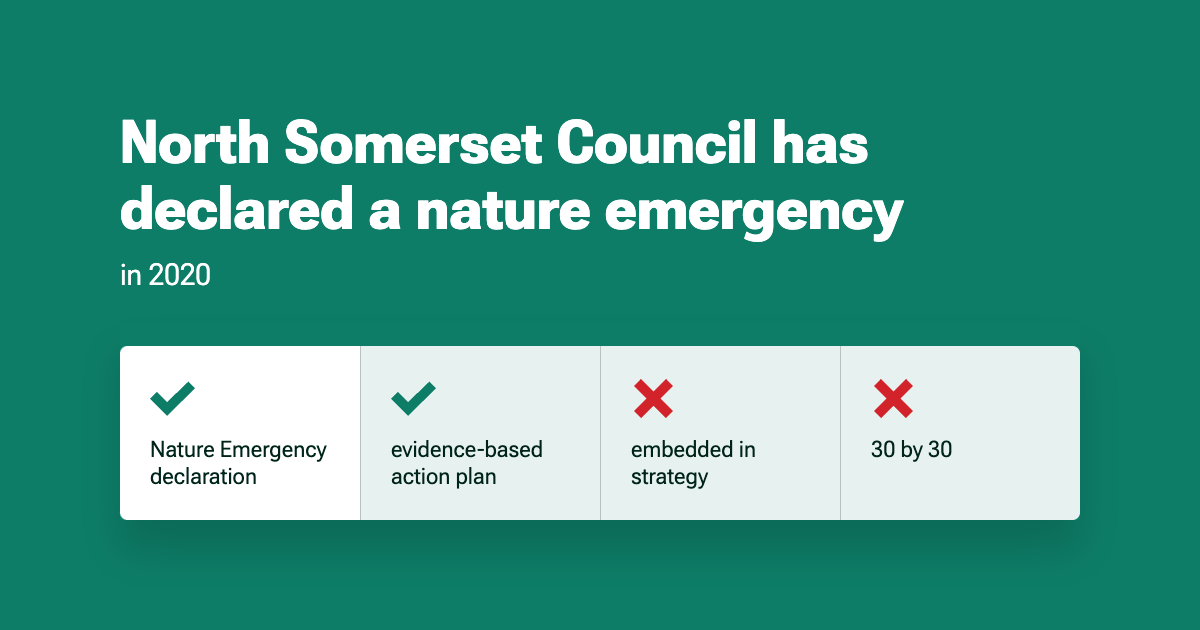 North Somerset Council has
declared a nature emergency
in 2020
Nature Emergency
declaration
evidence-based
action plan
embedded in
strategy
30 by 30